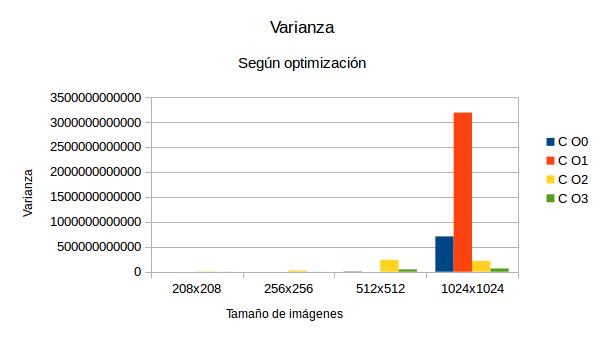 Varianza
Según optimización
Varianza
3500000000000
3000000000000
2500000000000
2000000000000
1500000000000
1000000000000
500000000000
0
208x208
256x256
512x512
1024x1024
Tamaño de imágenes
C O0
C O1
C O2
C O3